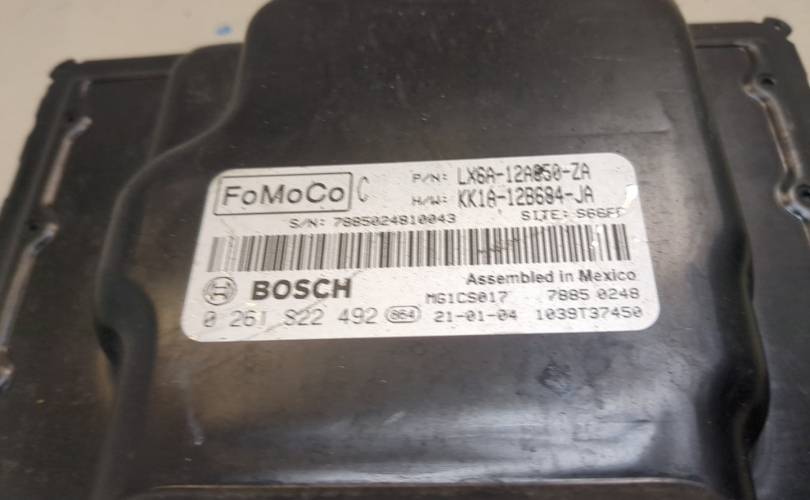 FoMoCo C P/N: LX6A-12A650-ZA
H/W: KK1A-12B684-JA
S/N: 7885024810043 SITE: S66FF
BOSCH Assembled in Mexico
MG1CS017 7885 0248
0 261 S22 492 864 21-01-04 1039T37450